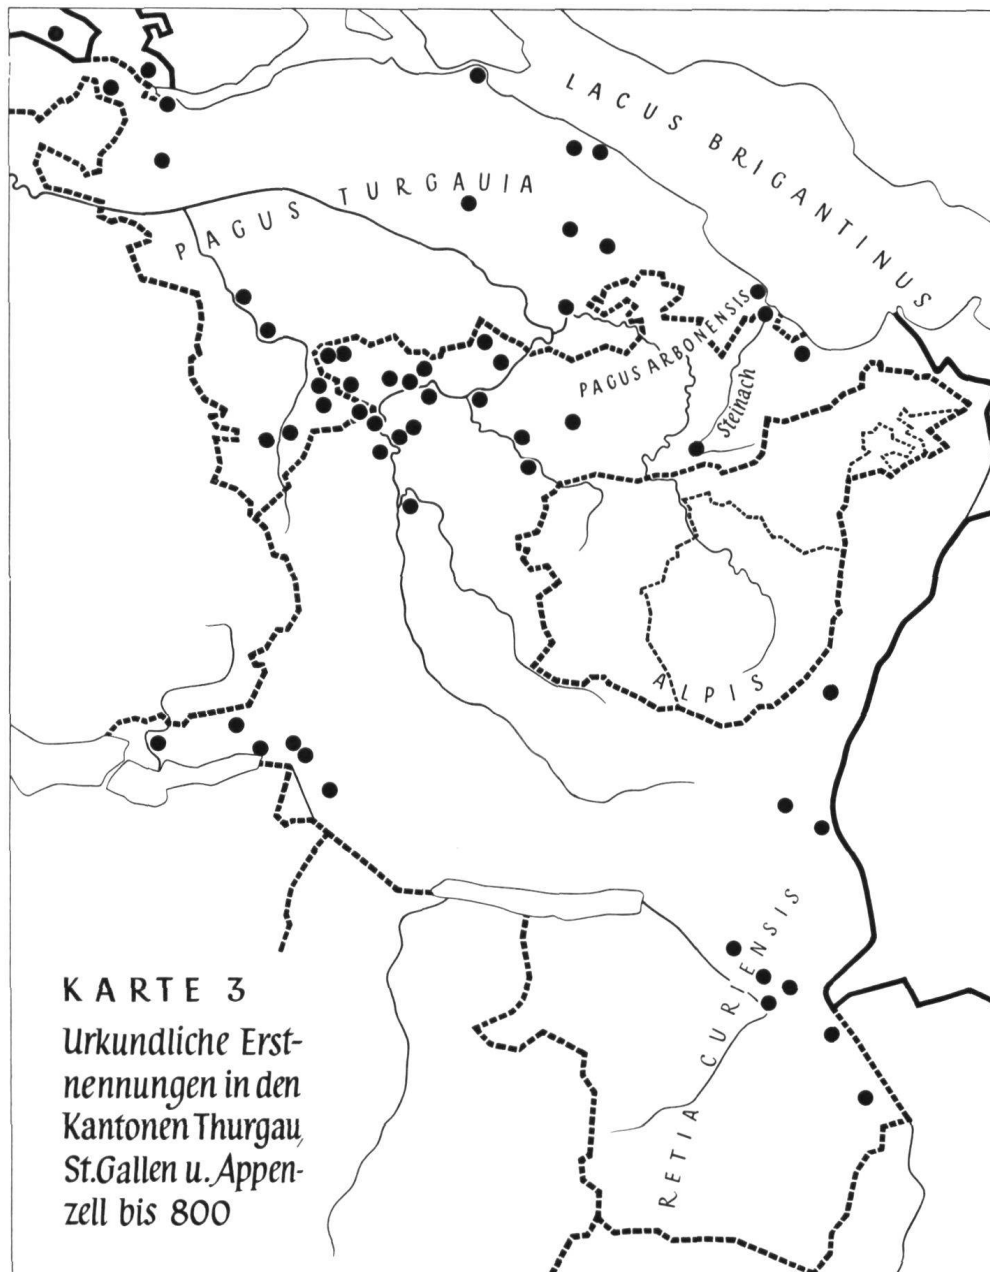 LACUS BRIGANTINUS
PAGUS TURGAUIA
PAGUS ARBONENSIS
Steinach
ALPIS
RETIA CURIENSIS
KARTE 3
Urkundliche Erst-
nennungen in den
Kantonen Thurgau,
St.Gallen u. Appen-
zell bis 800